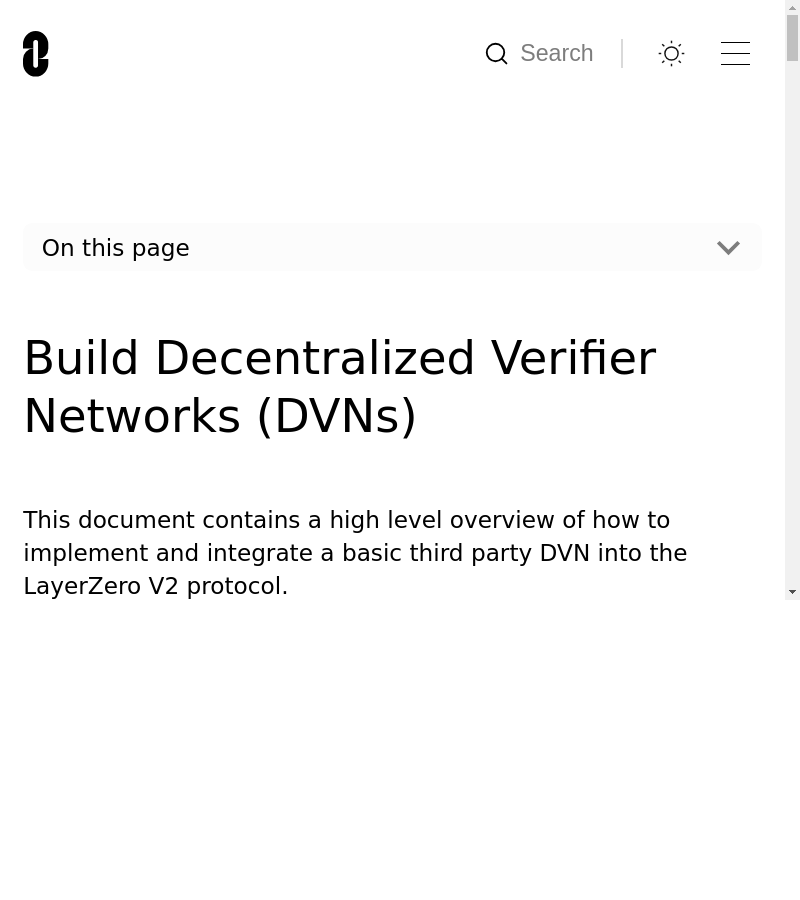 Search
On this page
Build Decentralized Verifier
Networks (DVNs)
This document contains a high level overview of how to
implement and integrate a basic third party DVN into the
LayerZero V2 protocol.